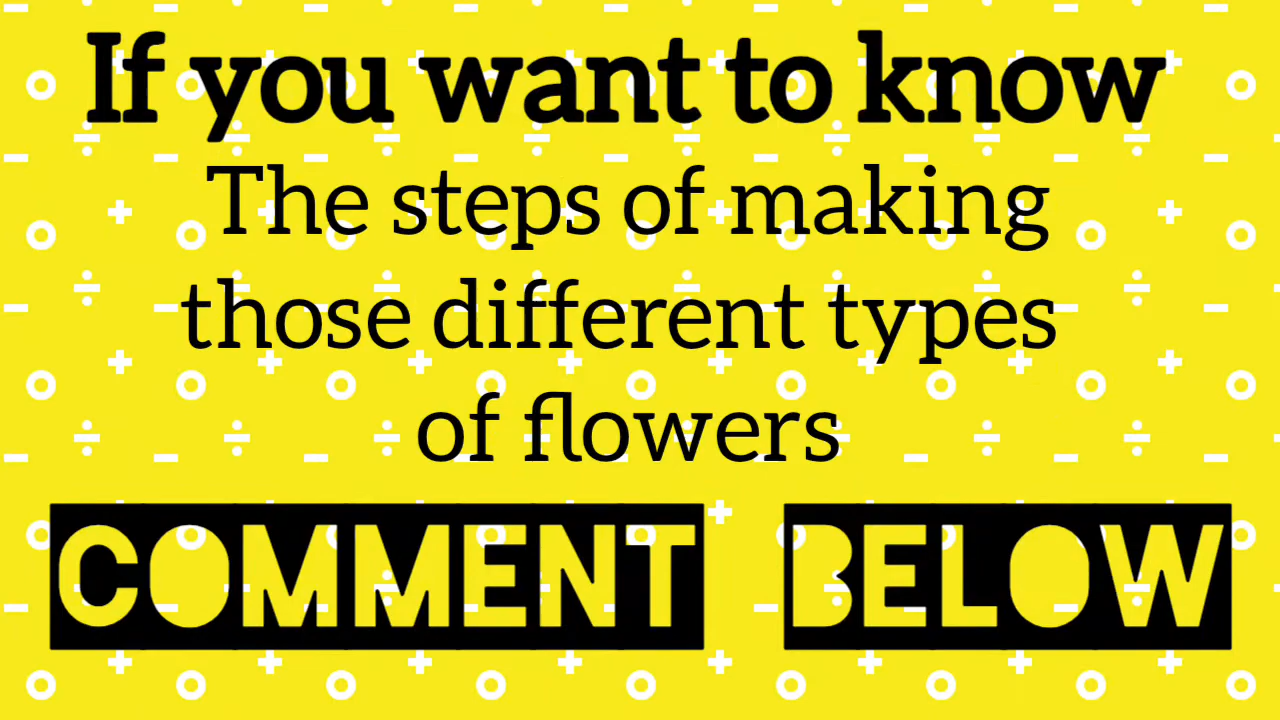 If you want to know
The steps of making
those different types
of flowers
COMMENT BELOW